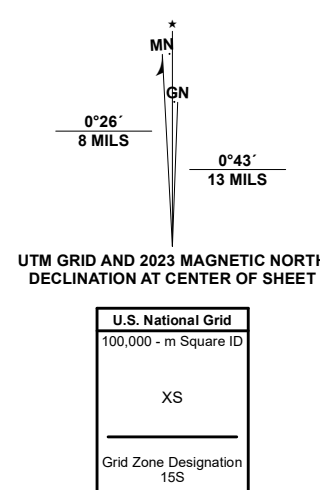 ★
MN
GN
0°26´
8 MILS
0°43´
13 MILS
UTM GRID AND 2023 MAGNETIC NORTH
DECLINATION AT CENTER OF SHEET
U.S. National Grid
100,000 - m Square ID
XS
Grid Zone Designation
15S